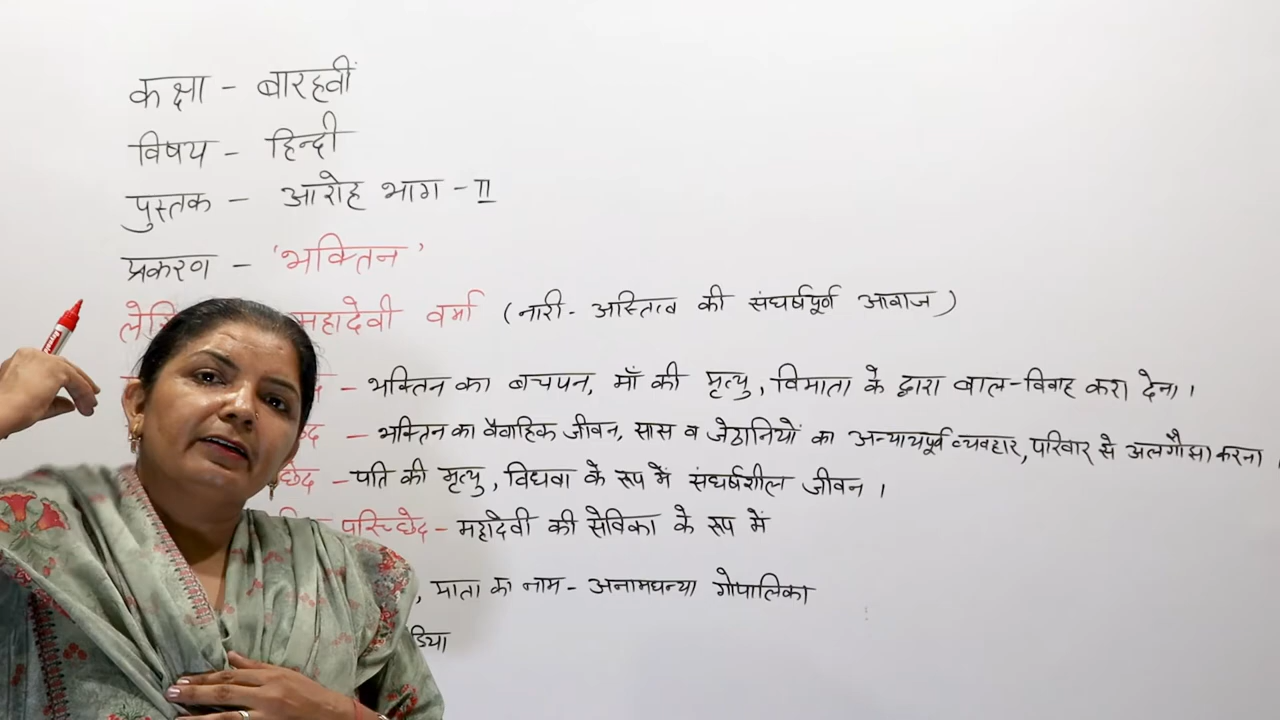 कक्षा - बारहवीं
विषय - हिन्दी
पुस्तक - आरोह भाग - II
प्रकरण - 'भक्तिन'
महादेवी वर्मा (नारी- अस्तित्व की संघर्षपूर्ण आवाज)
- भक्तिन का बचपन, माँ की मृत्यु, विमाता के द्वारा बाल-विवाह करा देना।
- भक्तिन का वैवाहिक जीवन, सास व जेठानियों का अन्यायपूर्ण व्यवहार, परिवार से अलगौझा करना।
- पति की मृत्यु, विधवा के रूप में संघर्षशील जीवन।
परिच्छेद - महादेवी की सेविका के रूप में
, माता का नाम - अनामधन्या गोपालिका